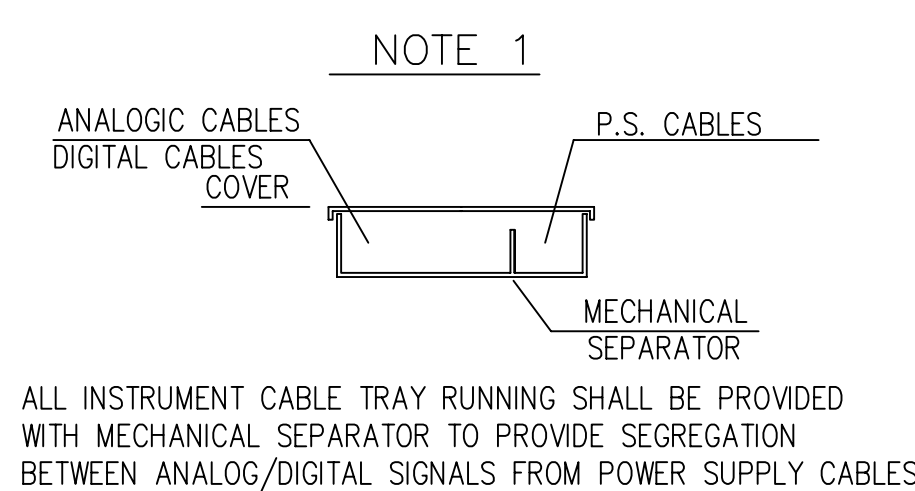 NOTE 1
ANALOGIC CABLES
DIGITAL CABLES
COVER
P.S. CABLES
MECHANICAL
SEPARATOR
ALL INSTRUMENT CABLE TRAY RUNNING SHALL BE PROVIDED
WITH MECHANICAL SEPARATOR TO PROVIDE SEGREGATION
BETWEEN ANALOG/DIGITAL SIGNALS FROM POWER SUPPLY CABLES